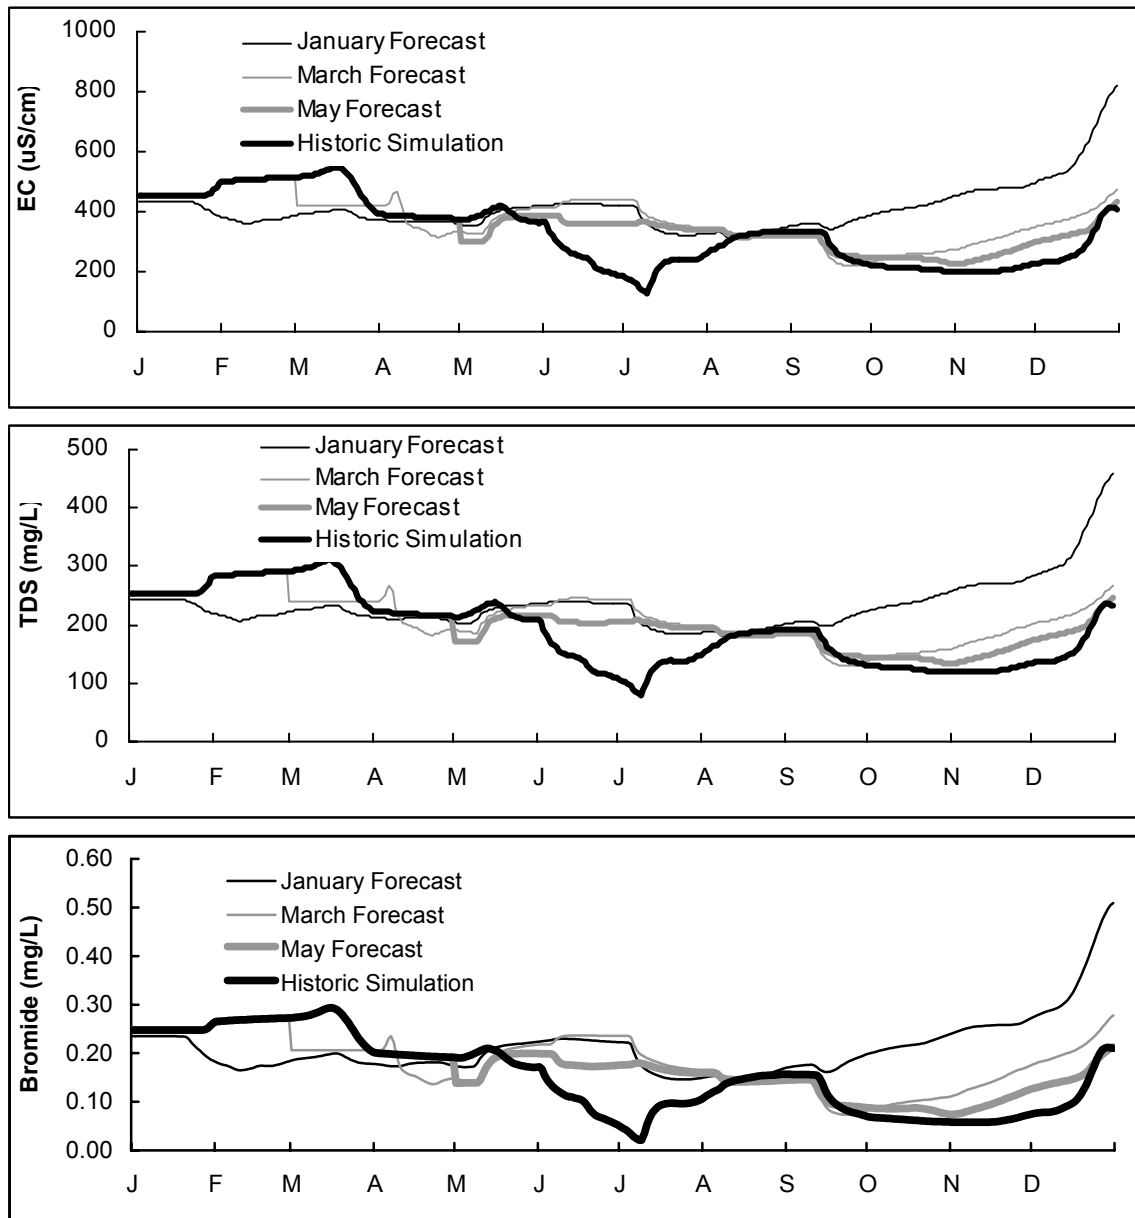 1000
800
600
400
200
0
EC (uS/cm)
January Forecast
March Forecast
May Forecast
Historic Simulation
J F M A M J J A S O N D
500
400
300
200
100
0
TDS (mg/L)
January Forecast
March Forecast
May Forecast
Historic Simulation
J F M A M J J A S O N D
0.60
0.50
0.40
0.30
0.20
0.10
0.00
Bromide (mg/L)
January Forecast
March Forecast
May Forecast
Historic Simulation
J F M A M J J A S O N D